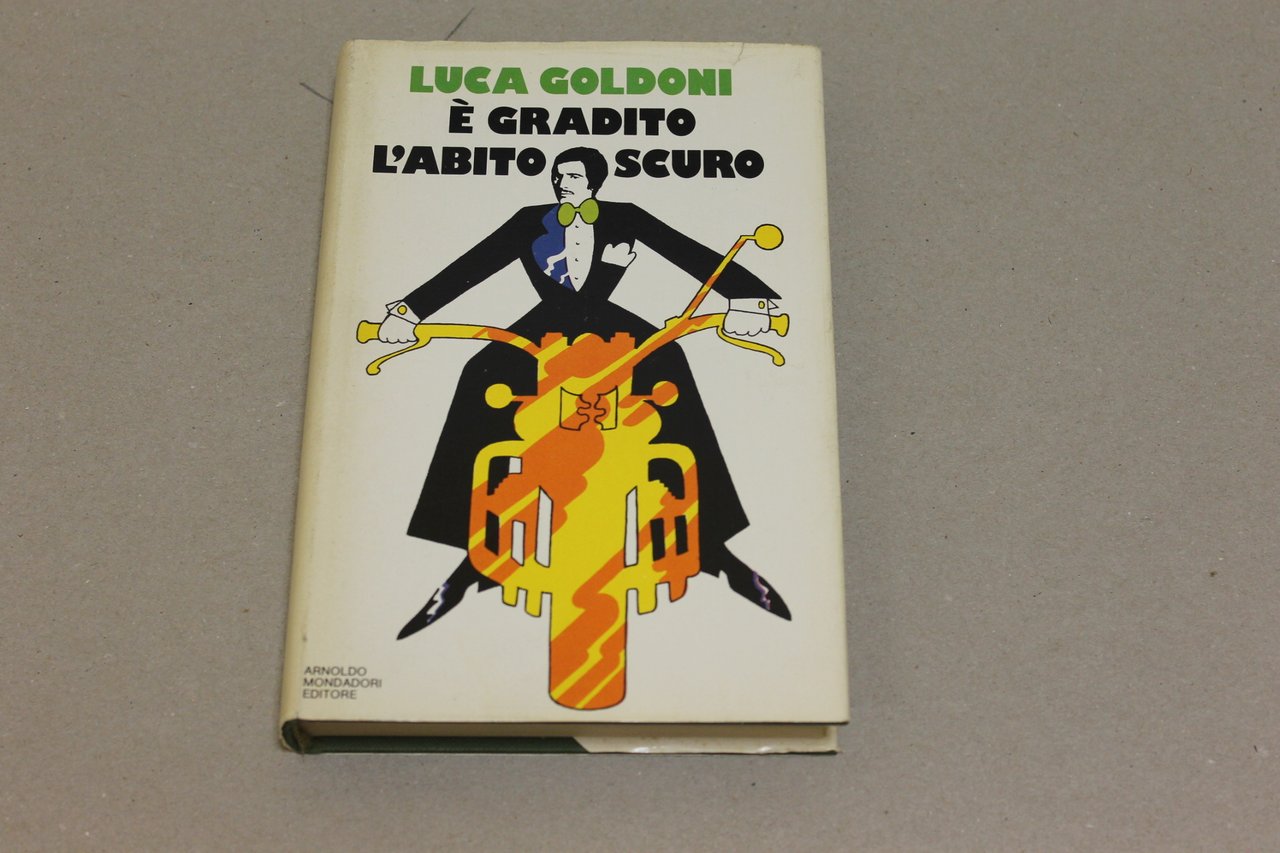 LUCA GOLDONI
È GRADITO
L'ABITO SCURO
ARNOLDO
MONDADORI
EDITORE